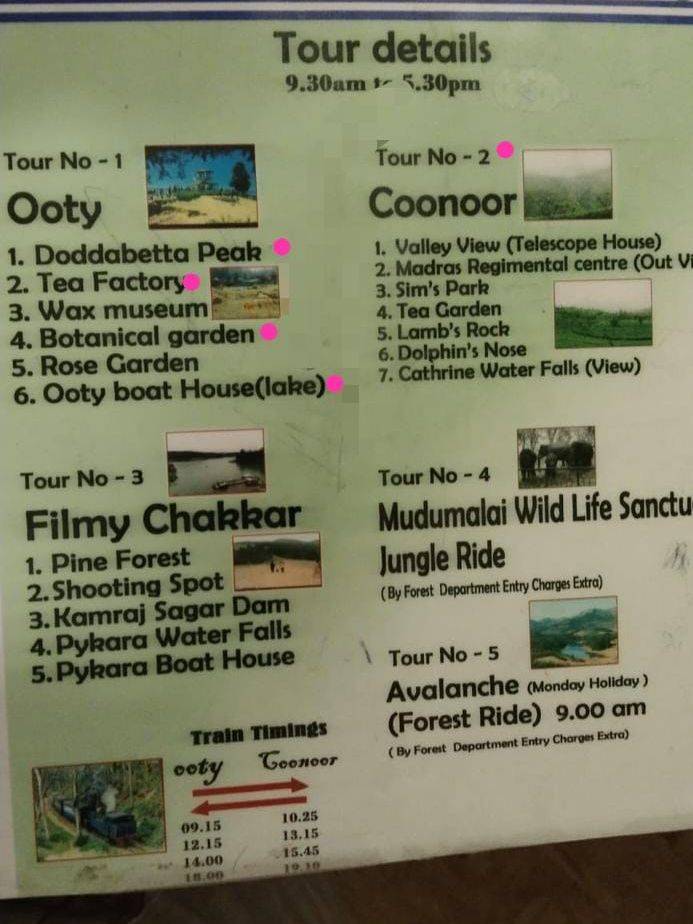 Tour details
9.30am to 5.30pm
Tour No - 1
Ooty
1. Doddabetta Peak
2. Tea Factory
3. Wax museum
4. Botanical garden
5. Rose Garden
6. Ooty boat House(lake)
Tour No - 2
Coonoor
1. Valley View (Telescope House)
2. Madras Regimental centre (Out Vi
3. Sim's Park
4. Tea Garden
5. Lamb's Rock
6. Dolphin's Nose
7. Cathrine Water Falls (View)
Tour No - 3
Filmy Chakkar
1. Pine Forest
2. Shooting Spot
3. Kamraj Sagar Dam
4. Pykara Water Falls
5. Pykara Boat House
Tour No - 4
Mudumalai Wild Life Sanctu
Jungle Ride
(By Forest Department Entry Charges Extra)
Tour No - 5
Avalanche (Monday Holiday)
(Forest Ride) 9.00 am
(By Forest Department Entry Charges Extra)
Train Timings
ooty Coonoor
09.15 10.25
12.15 13.15
14.00 15.45
18.00 19.10